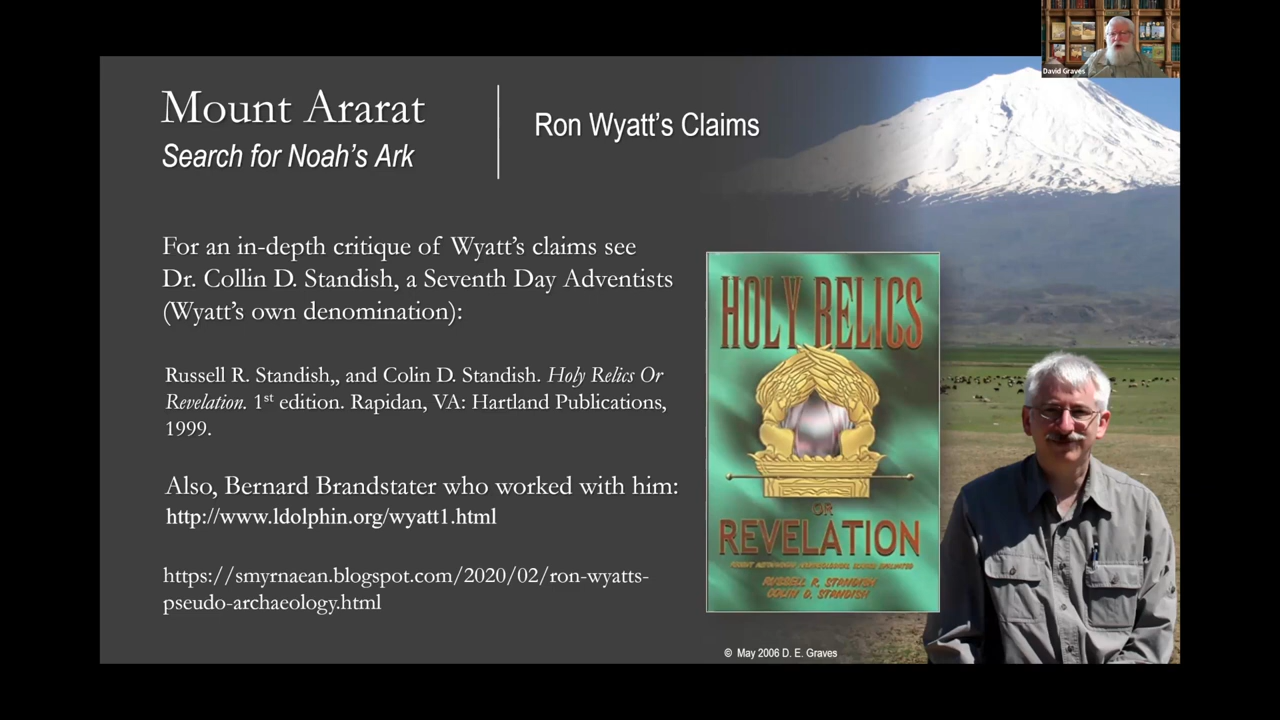 David Graves
Mount Ararat
Search for Noah's Ark
Ron Wyatt's Claims
For an in-depth critique of Wyatt's claims see
Dr. Collin D. Standish, a Seventh Day Adventists
(Wyatt's own denomination):
Russell R. Standish,, and Colin D. Standish. Holy Relics Or
Revelation. 1st edition. Rapidan, VA: Hartland Publications,
1999.
Also, Bernard Brandstater who worked with him:
http://www.ldolphin.org/wyatt1.html
https://smyrnaean.blogspot.com/2020/02/ron-wyatts-
pseudo-archaeology.html
HOLY RELICS
OR
REVELATION
RUSSELL R. STANDISH
COLIN D. STANDISH
© May 2006 D. E. Graves